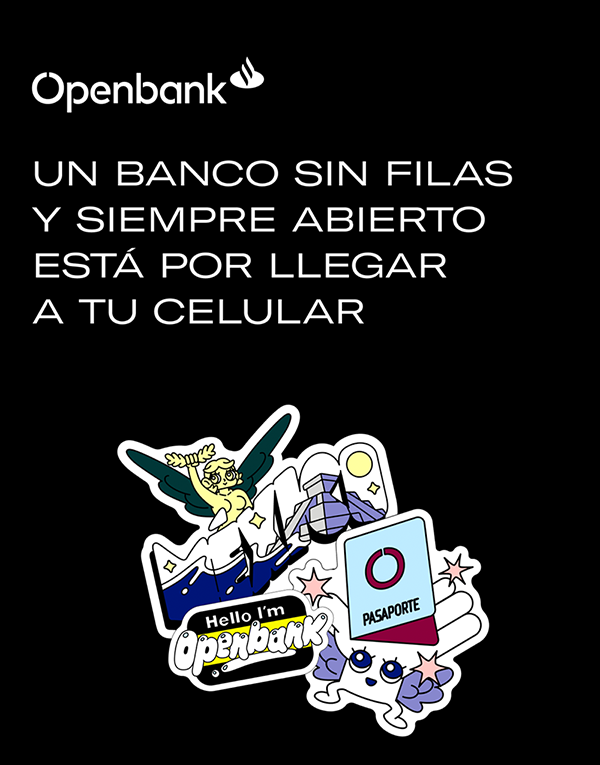 Openbank
UN BANCO SIN FILAS
Y SIEMPRE ABIERTO
ESTÁ POR LLEGAR
A TU CELULAR
PASAPORTE
Hello I'm
Openbank